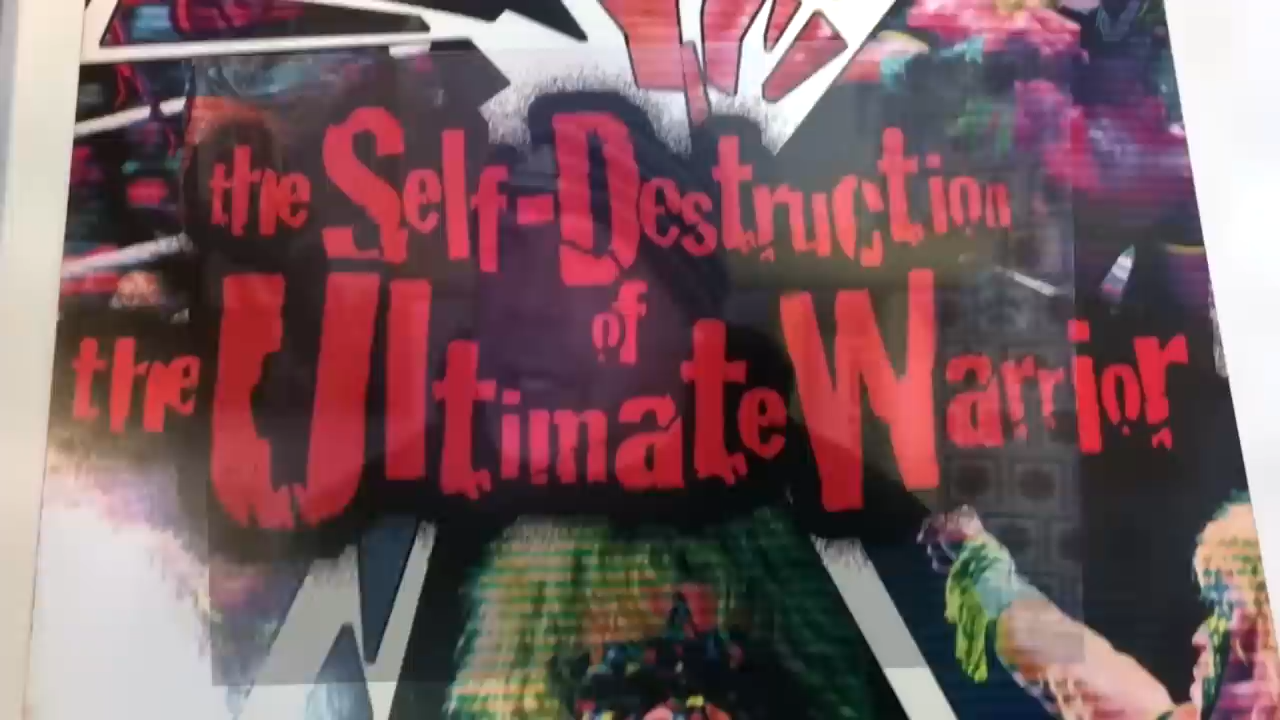 the Self-Destruction
of
the Ultimate Warrior